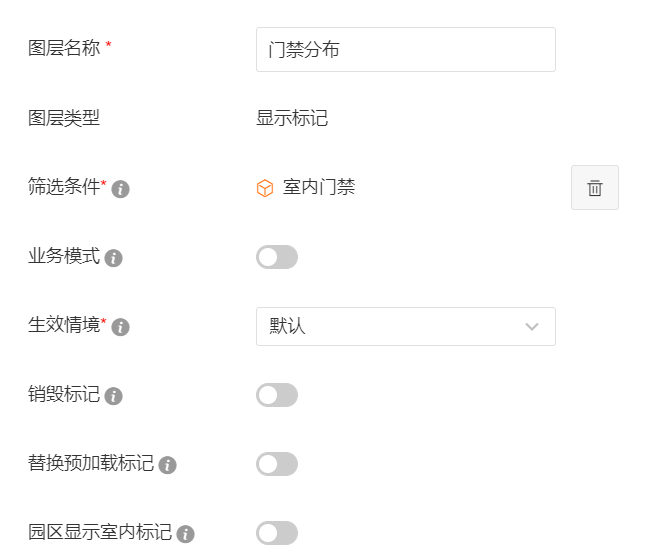 图层名称 * 门禁分布
图层类型 显示标记
筛选条件* 室内门禁
业务模式
生效情境* 默认
销毁标记
替换预加载标记
园区显示室内标记